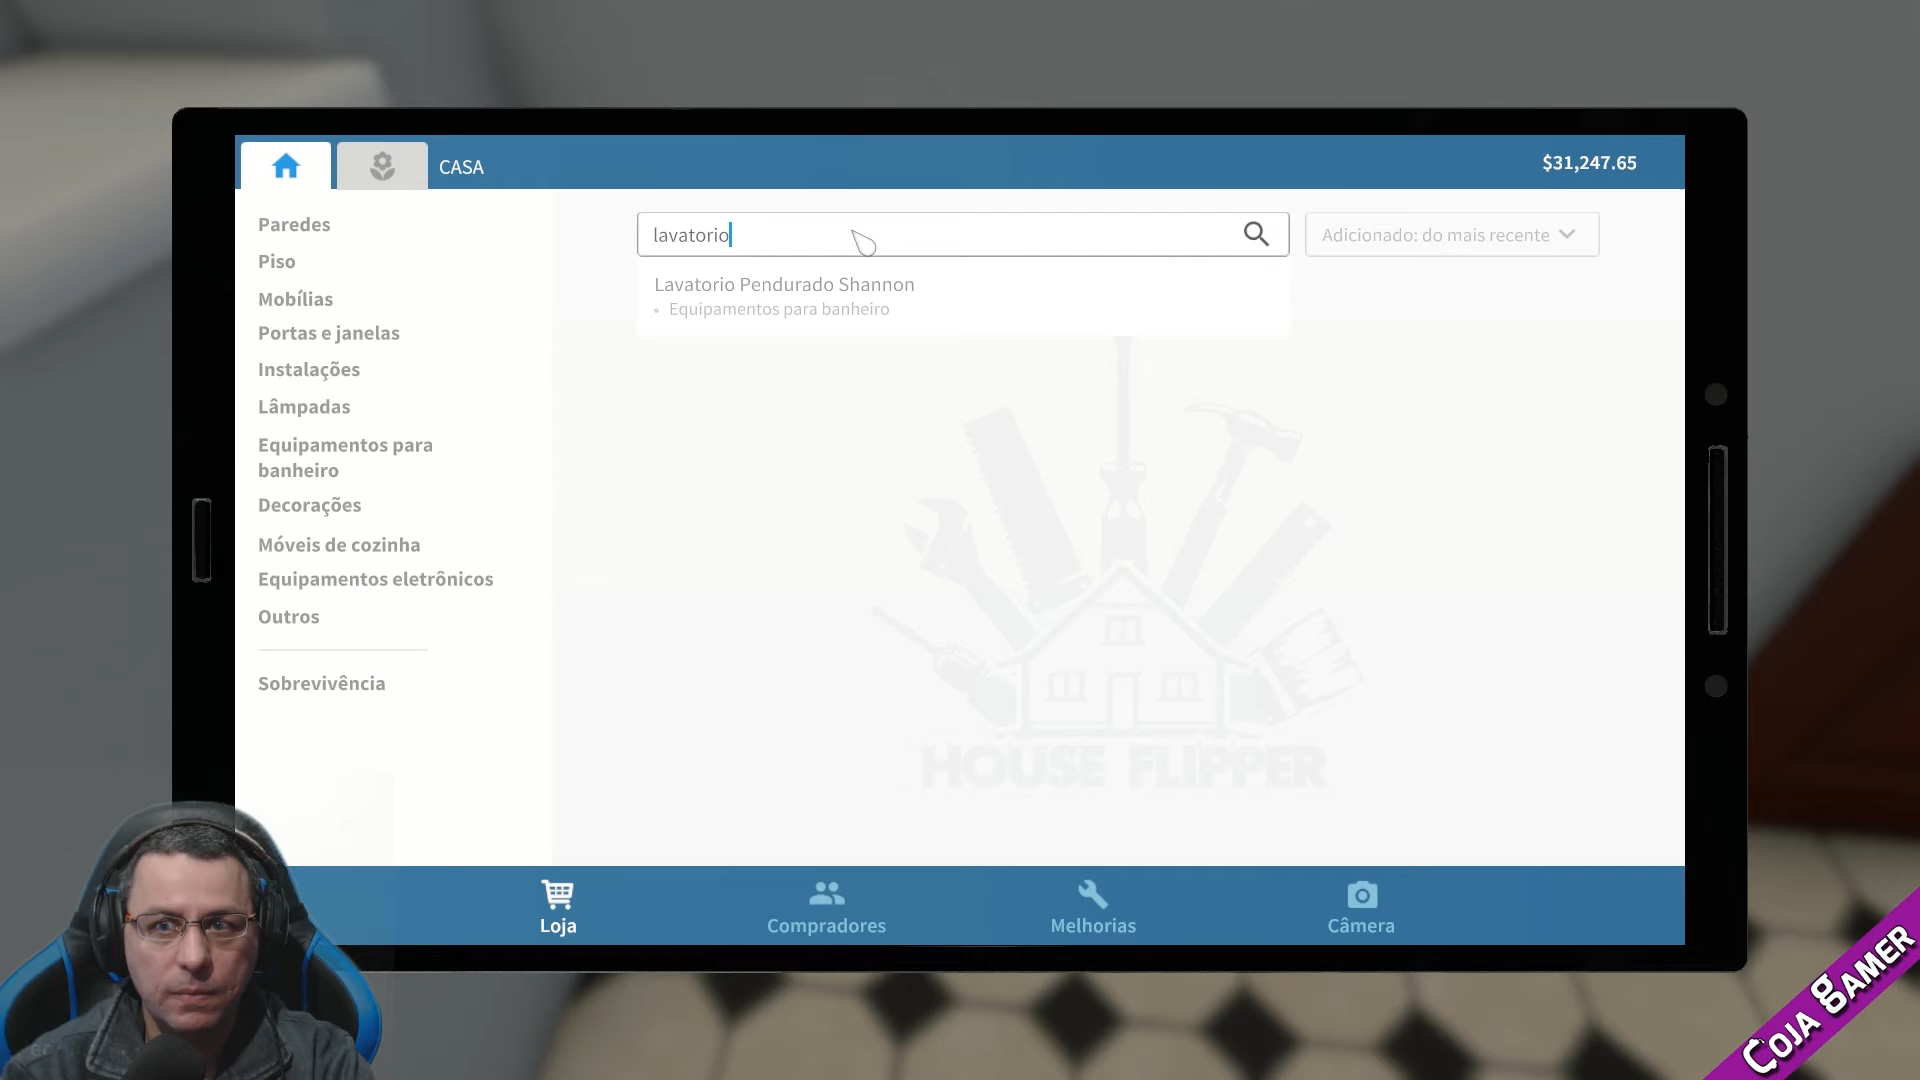 CASA
$31,247.65
Paredes
Piso
Mobílias
Portas e janelas
Instalações
Lâmpadas
Equipamentos para
banheiro
Decorações
Móveis de cozinha
Equipamentos eletrônicos
Outros
Sobrevivência
lavatorio
Adicionado: do mais recente
Lavatorio Pendurado Shannon
• Equipamentos para banheiro
HOUSE FLIPPER
Loja
Compradores
Melhorias
Câmera
COJA GAMER